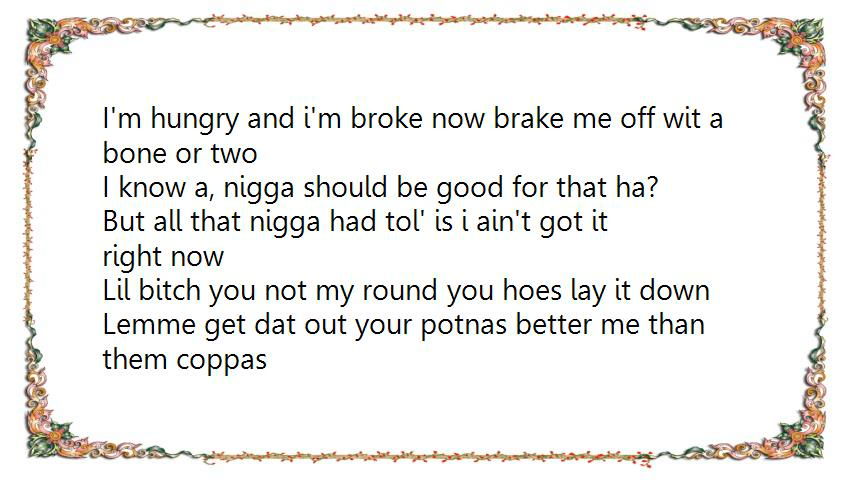 I'm hungry and i'm broke now brake me off wit a
bone or two
I know a, nigga should be good for that ha?
But all that nigga had tol' is i ain't got it
right now
Lil bitch you not my round you hoes lay it down
Lemme get dat out your potnas better me than
them coppas